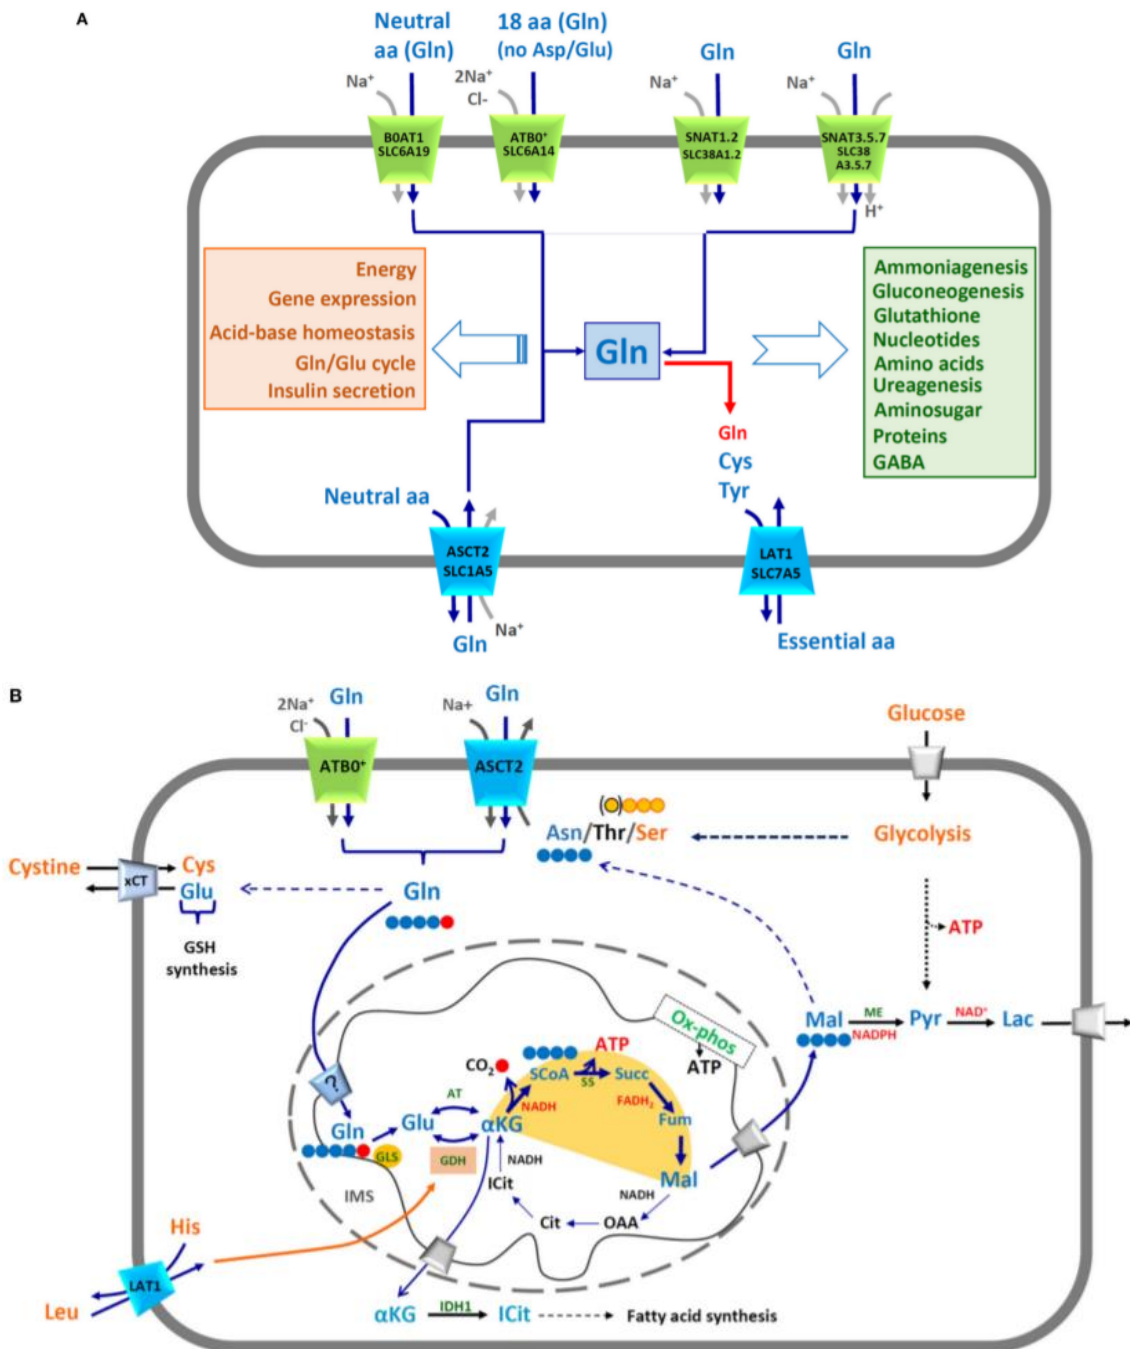 A
Neutral
aa (Gln)
18 aa (Gln)
(no Asp/Glu)
Gln
Gln
Na⁺
2Na⁺
Cl-
Na⁺
Na⁺
B0AT1
SLC6A19
ATB0⁺
SLC6A14
SNAT1.2
SLC38A1.2
SNAT3.5.7
SLC38
A3.5.7
H⁺
Energy
Gene expression
Acid-base homeostasis
Gln/Glu cycle
Insulin secretion
Gln
Ammoniagenesis
Gluconeogenesis
Glutathione
Nucleotides
Amino acids
Ureagenesis
Aminosugar
Proteins
GABA
Gln
Cys
Tyr
Neutral aa
ASCT2
SLC1A5
LAT1
SLC7A5
Gln
Na⁺
Essential aa
B
2Na⁺
Cl⁻
Gln
Na+
Gln
Glucose
ATB0⁺
ASCT2
Asn/Thr/Ser
Glycolysis
Cystine
xCT
Cys
Glu
Gln
GSH
synthesis
ATP
Ox-phos
ATP
Mal
ME
NADPH
Pyr
NAD⁺
Lac
CO₂
SCoA
ATP
SS
Succ
NADH
FADH₂
Fum
?
AT
Gln
Glu
αKG
GLS
GDH
NADH
ICit
Mal
NADH
IMS
Cit
OAA
His
LAT1
Leu
αKG
IDH1
ICit
Fatty acid synthesis